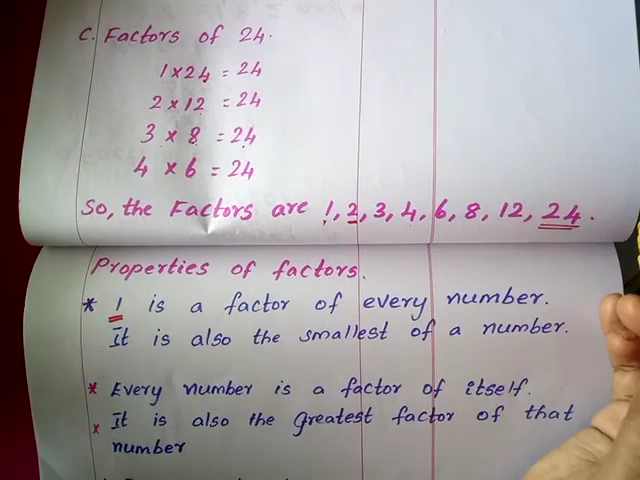 C. Factors of 24.
1 × 24 = 24
2 × 12 = 24
3 × 8 = 24
4 × 6 = 24
So, the Factors are 1, 2, 3, 4, 6, 8, 12, 24.
Properties of factors.
* 1 is a factor of every number.
It is also the smallest of a number.
* Every number is a factor of itself.
* It is also the Greatest factor of that
number